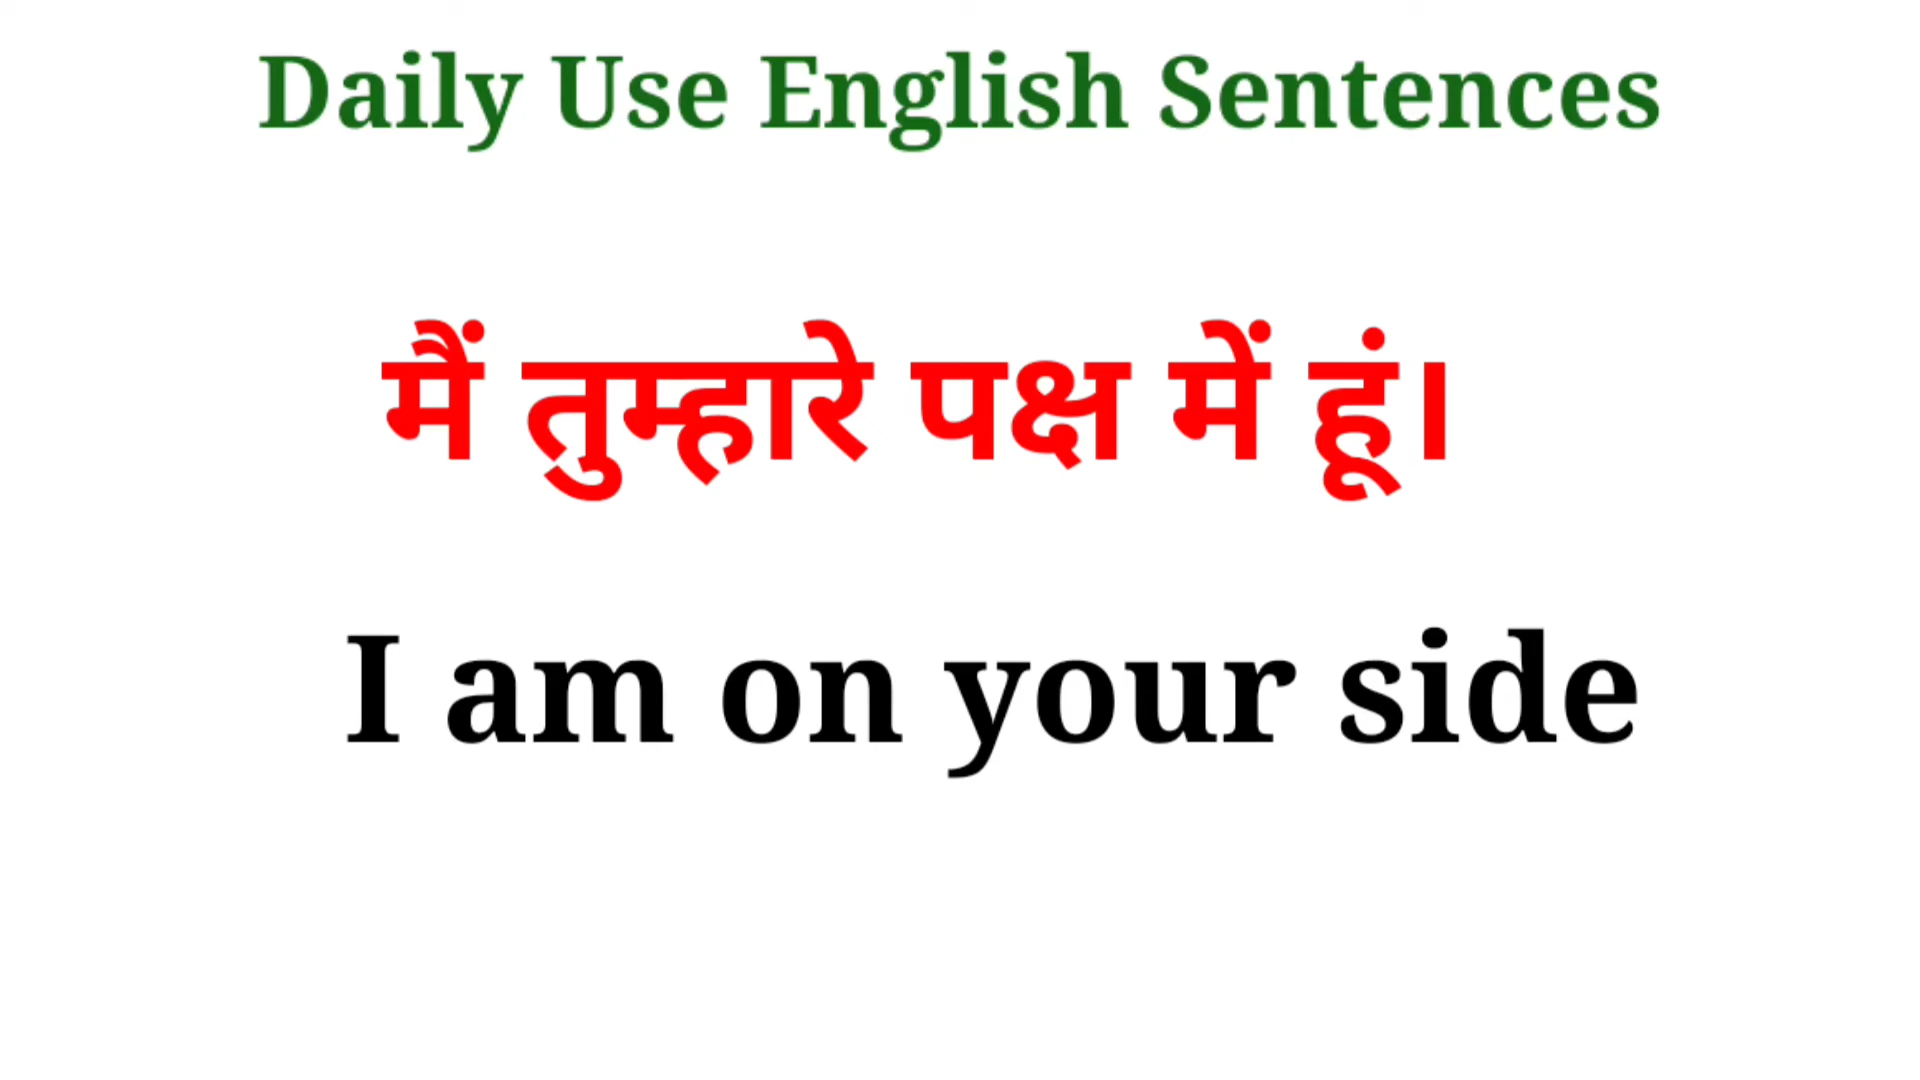 Daily Use English Sentences
मैं तुम्हारे पक्ष में हूं।
I am on your side